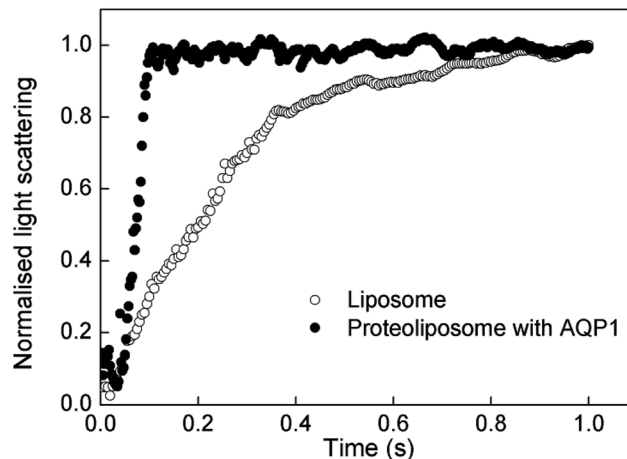 Normalised light scattering
1.0
0.8
0.6
0.4
0.2
0.0
Liposome
Proteoliposome with AQP1
0.0 0.2 0.4 0.6 0.8 1.0
Time (s)